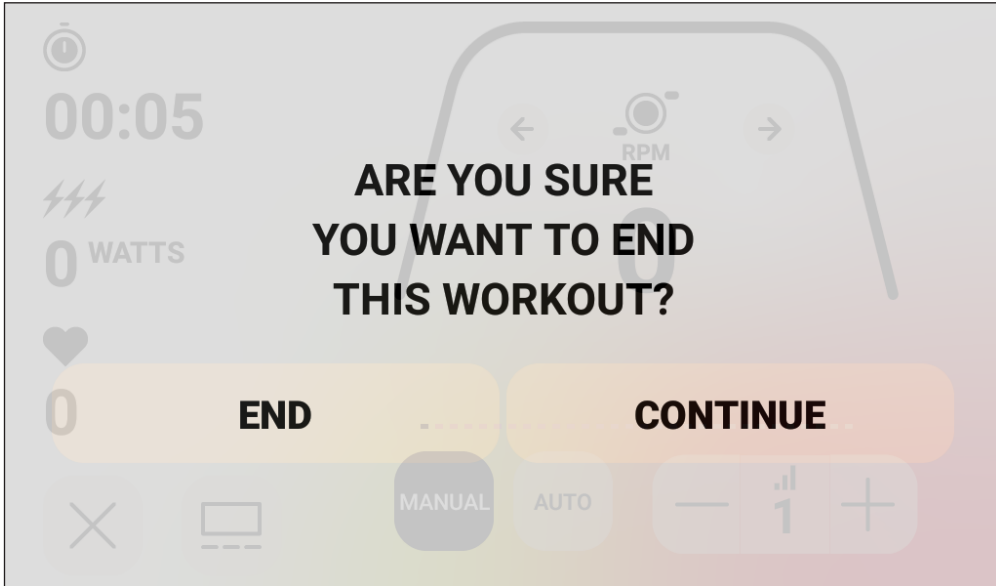 00:05
RPM
ARE YOU SURE
YOU WANT TO END
THIS WORKOUT?
0
0 WATTS
0
END
CONTINUE
MANUAL
AUTO
1